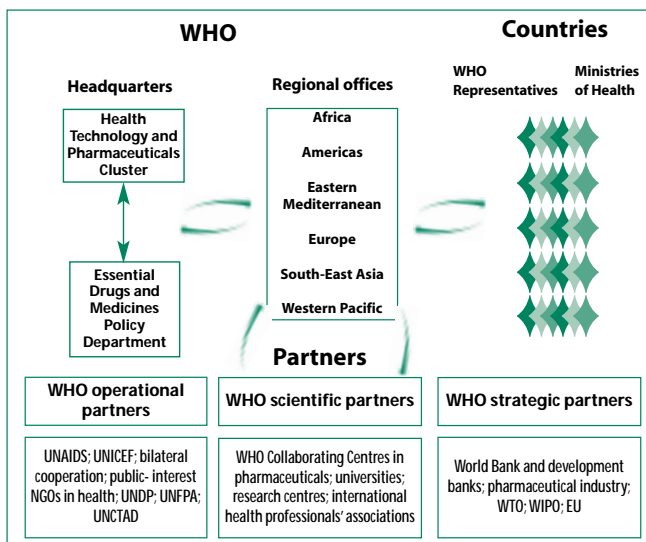 WHO
Countries
Headquarters
Regional offices
WHO
Representatives
Ministries
of Health
Health
Technology and
Pharmaceuticals
Cluster
Essential
Drugs and
Medicines
Policy
Department
Africa
Americas
Eastern
Mediterranean
Europe
South-East Asia
Western Pacific
Partners
WHO operational
partners
WHO scientific partners
WHO strategic partners
UNAIDS; UNICEF; bilateral
cooperation; public- interest
NGOs in health; UNDP; UNFPA;
UNCTAD
WHO Collaborating Centres in
pharmaceuticals; universities;
research centres; international
health professionals' associations
World Bank and development
banks; pharmaceutical industry;
WTO; WIPO; EU